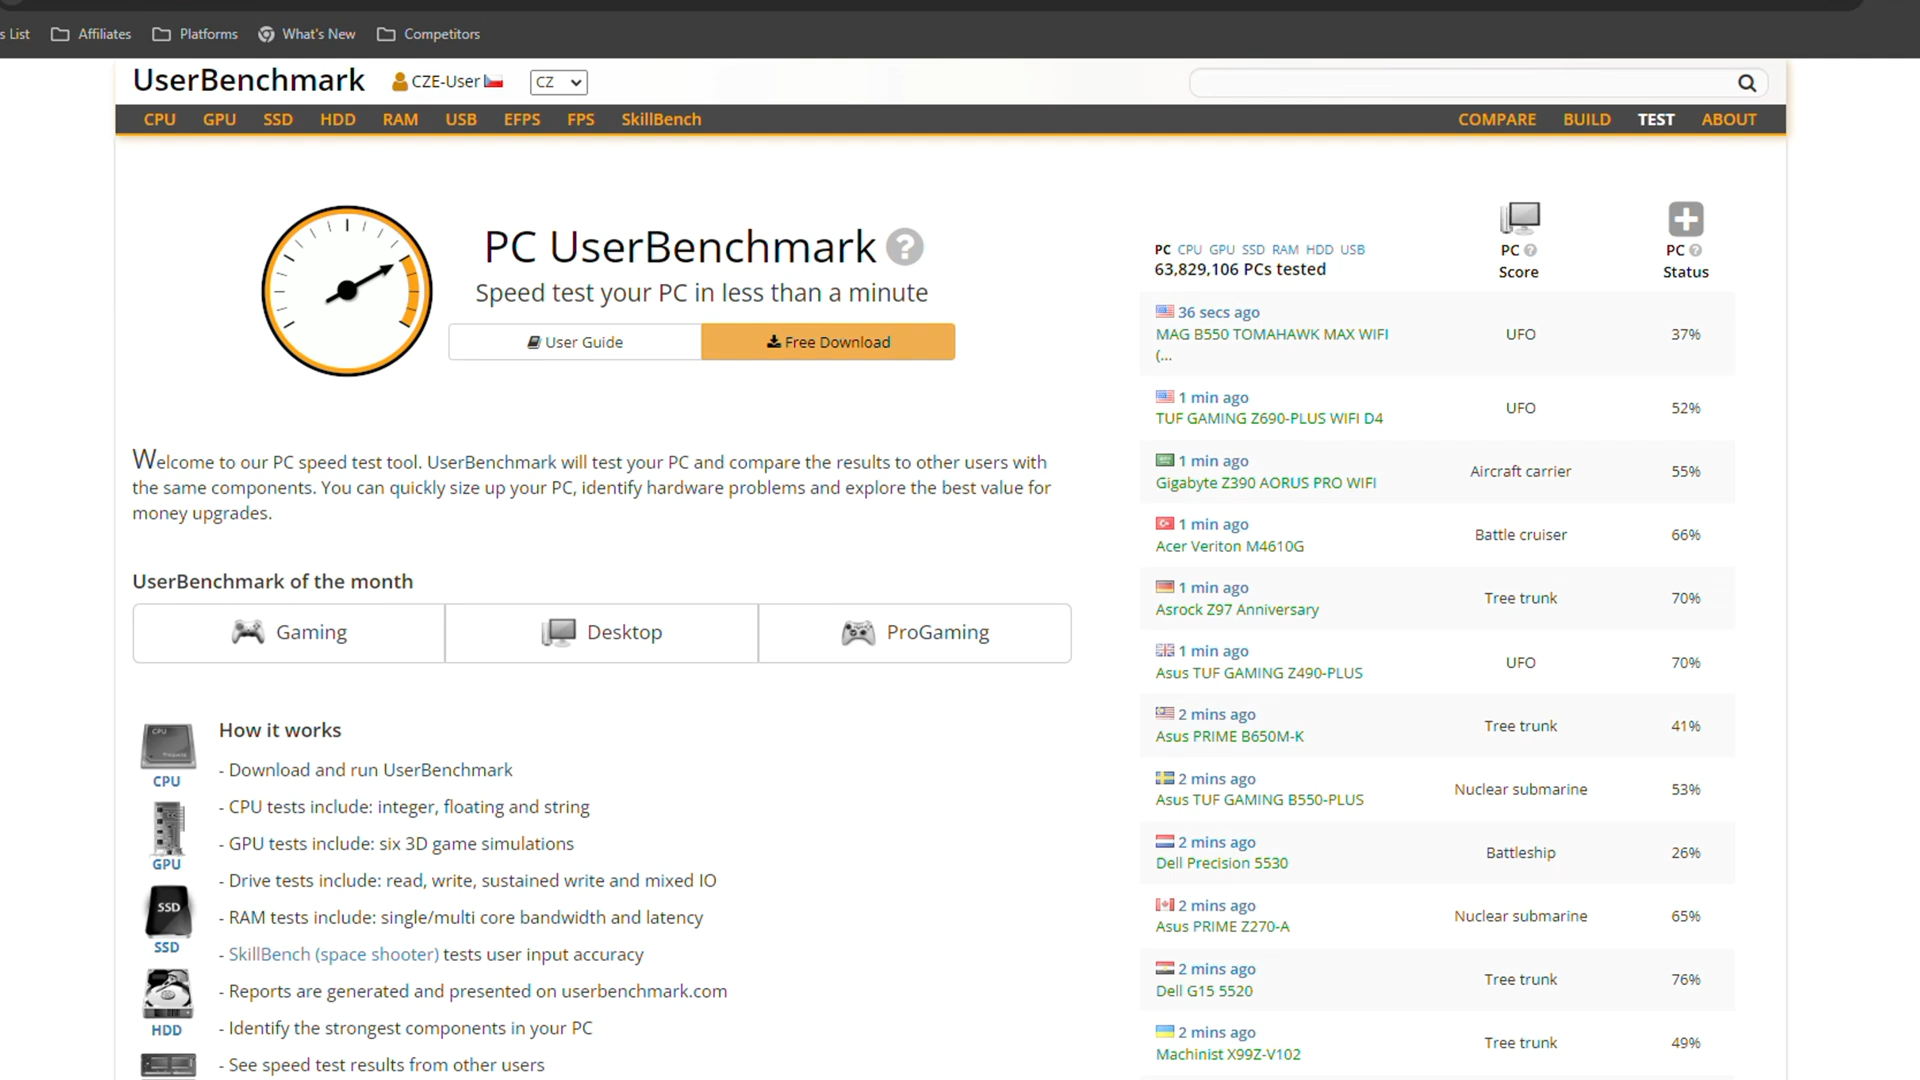 s List Affiliates Platforms What's New Competitors
UserBenchmark CZE-User CZ
CPU GPU SSD HDD RAM USB EFPS FPS SkillBench COMPARE BUILD TEST ABOUT
PC UserBenchmark ?
Speed test your PC in less than a minute
User Guide Free Download
Welcome to our PC speed test tool. UserBenchmark will test your PC and compare the results to other users with
the same components. You can quickly size up your PC, identify hardware problems and explore the best value for
money upgrades.
UserBenchmark of the month
Gaming Desktop ProGaming
How it works
CPU
- Download and run UserBenchmark
- CPU tests include: integer, floating and string
- GPU tests include: six 3D game simulations
GPU
- Drive tests include: read, write, sustained write and mixed IO
SSD
- RAM tests include: single/multi core bandwidth and latency
SSD
- SkillBench (space shooter) tests user input accuracy
- Reports are generated and presented on userbenchmark.com
HDD
- Identify the strongest components in your PC
- See speed test results from other users
PC CPU GPU SSD RAM HDD USB
63,829,106 PCs tested
PC ?
Score
PC ?
Status
36 secs ago
MAG B550 TOMAHAWK MAX WIFI
(... UFO 37%
1 min ago
TUF GAMING Z690-PLUS WIFI D4 UFO 52%
1 min ago
Gigabyte Z390 AORUS PRO WIFI Aircraft carrier 55%
1 min ago
Acer Veriton M4610G Battle cruiser 66%
1 min ago
Asrock Z97 Anniversary Tree trunk 70%
1 min ago
Asus TUF GAMING Z490-PLUS UFO 70%
2 mins ago
Asus PRIME B650M-K Tree trunk 41%
2 mins ago
Asus TUF GAMING B550-PLUS Nuclear submarine 53%
2 mins ago
Dell Precision 5530 Battleship 26%
2 mins ago
Asus PRIME Z270-A Nuclear submarine 65%
2 mins ago
Dell G15 5520 Tree trunk 76%
2 mins ago
Machinist X99Z-V102 Tree trunk 49%